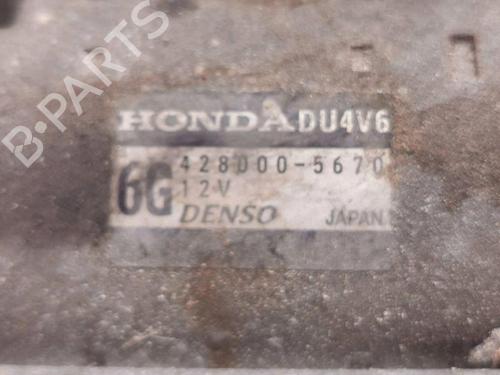 B-PARTS
HONDA DU4V6
6G 428000-5670
12V
DENSO JAPAN